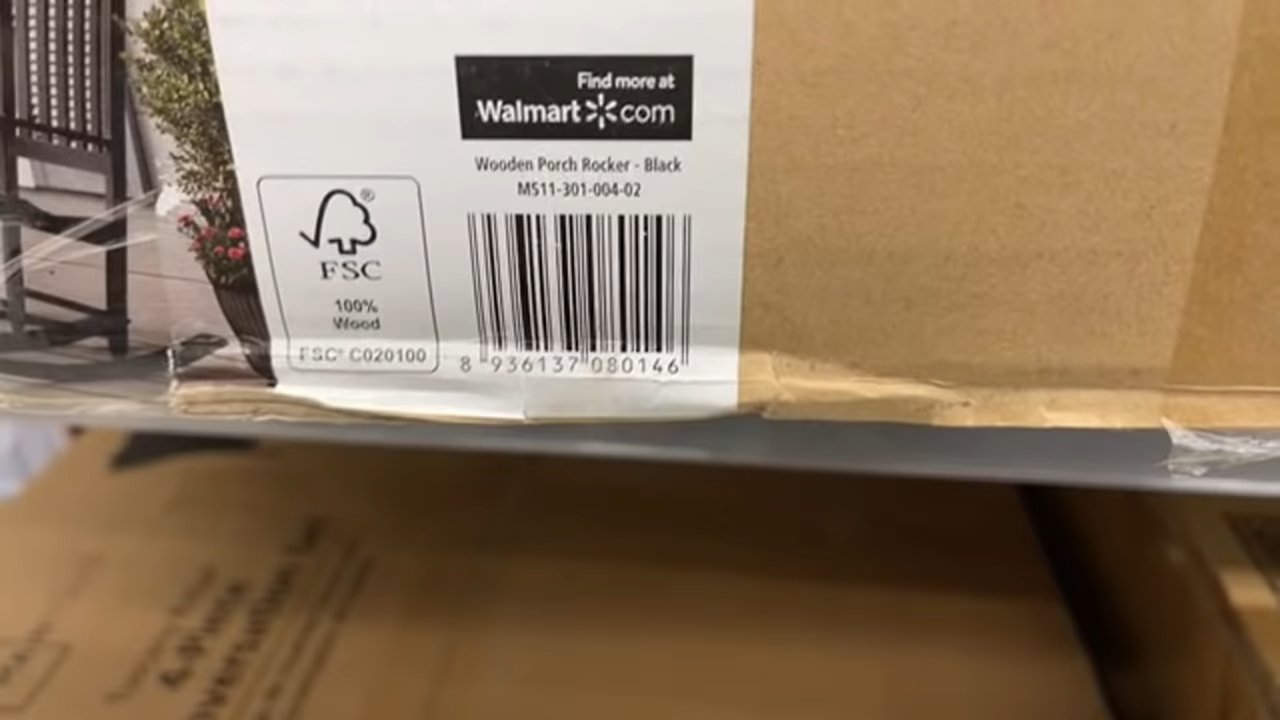 Find more at
Walmart com
Wooden Porch Rocker - Black
MS11-301-004-02
FSC
100%
Wood
FSC® C020100
8 936137 080146